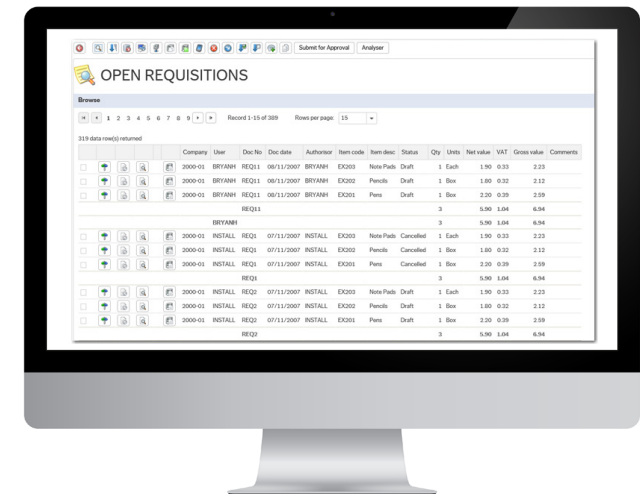 Submit for Approval Analyser
OPEN REQUISITIONS
Browse
1 2 3 4 5 6 7 8 9 Record 1-15 of 389 Rows per page: 15
319 data row(s) returned
Company User Doc No Doc date Authorisor Item code Item desc Status Qty Units Net value VAT Gross value Comments
2000-01 BRYANH REQ11 08/11/2007 BRYANH EX203 Note Pads Draft 1 Each 1.90 0.33 2.23
2000-01 BRYANH REQ11 08/11/2007 BRYANH EX202 Pencils Draft 1 Box 1.80 0.32 2.12
2000-01 BRYANH REQ11 08/11/2007 BRYANH EX201 Pens Draft 1 Box 2.20 0.39 2.59
REQ11 3 5.90 1.04 6.94
BRYANH 3 5.90 1.04 6.94
2000-01 INSTALL REQ1 07/11/2007 INSTALL EX203 Note Pads Cancelled 1 Each 1.90 0.33 2.23
2000-01 INSTALL REQ1 07/11/2007 INSTALL EX202 Pencils Cancelled 1 Box 1.80 0.32 2.12
2000-01 INSTALL REQ1 07/11/2007 INSTALL EX201 Pens Cancelled 1 Box 2.20 0.39 2.59
REQ1 3 5.90 1.04 6.94
2000-01 INSTALL REQ2 07/11/2007 INSTALL EX203 Note Pads Draft 1 Each 1.90 0.33 2.23
2000-01 INSTALL REQ2 07/11/2007 INSTALL EX202 Pencils Draft 1 Box 1.80 0.32 2.12
2000-01 INSTALL REQ2 07/11/2007 INSTALL EX201 Pens Draft 1 Box 2.20 0.39 2.59
REQ2 3 5.90 1.04 6.94